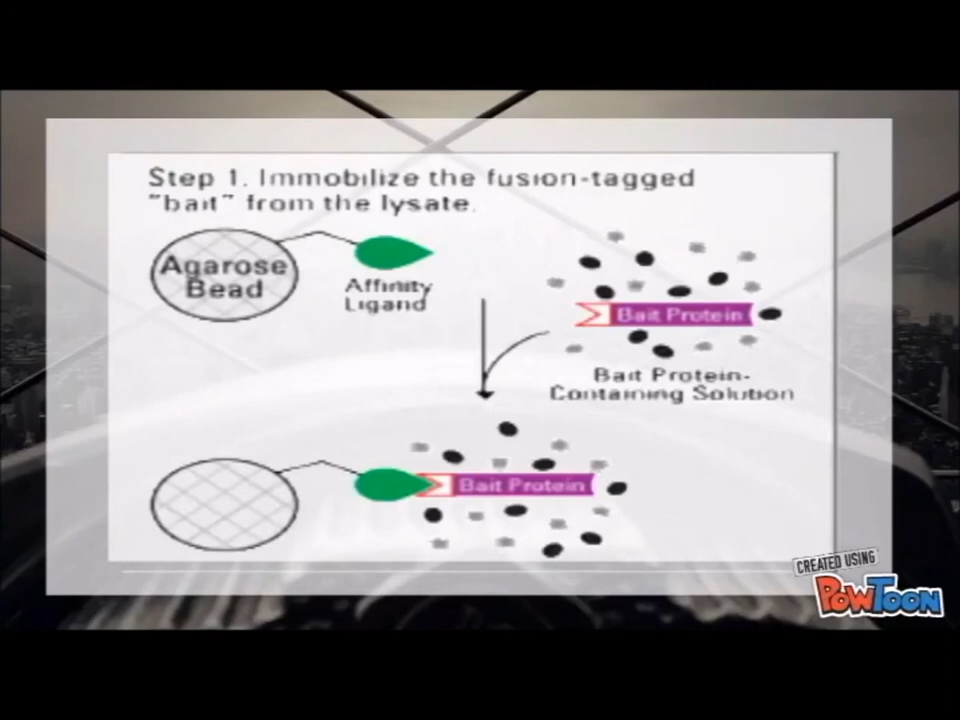 Step 1. Immobilize the fusion-tagged
"bait" from the lysate.
Agarose
Bead
Affinity
Ligand
Bait Protein
Bait Protein-
Containing Solution
Bait Protein
CREATED USING
POWTOON